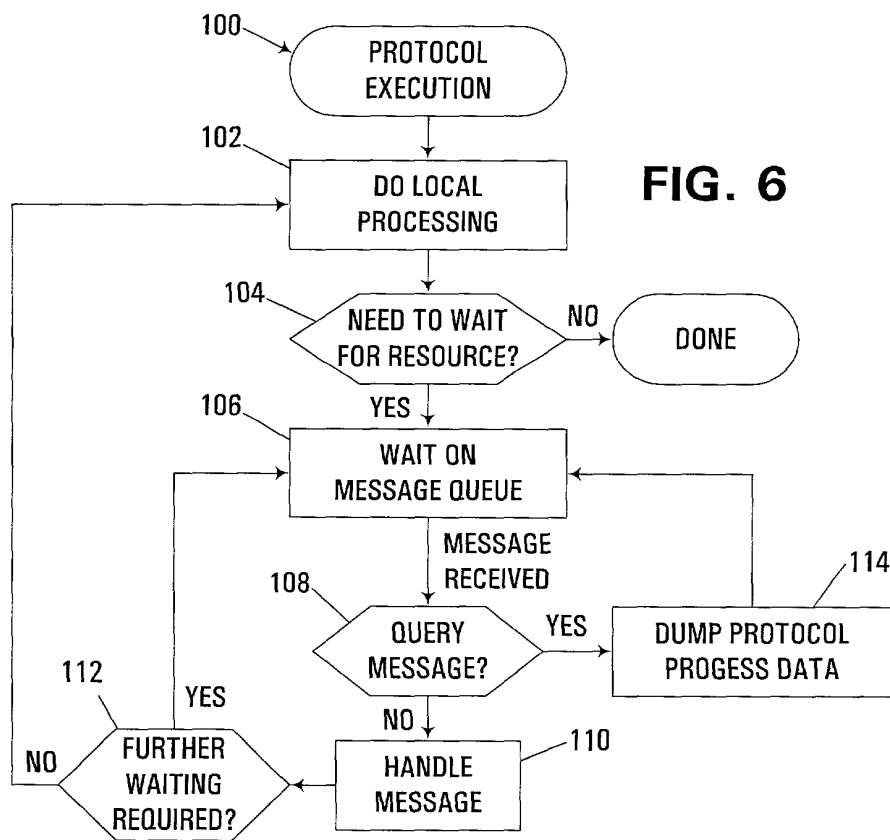 100
PROTOCOL
EXECUTION
102
DO LOCAL
PROCESSING
FIG. 6
104
NEED TO WAIT
FOR RESOURCE?
NO
DONE
YES
106
WAIT ON
MESSAGE QUEUE
MESSAGE
RECEIVED
108
QUERY
MESSAGE?
YES
114
DUMP PROTOCOL
PROGESS DATA
NO
110
HANDLE
MESSAGE
112
FURTHER
WAITING
REQUIRED?
YES
NO